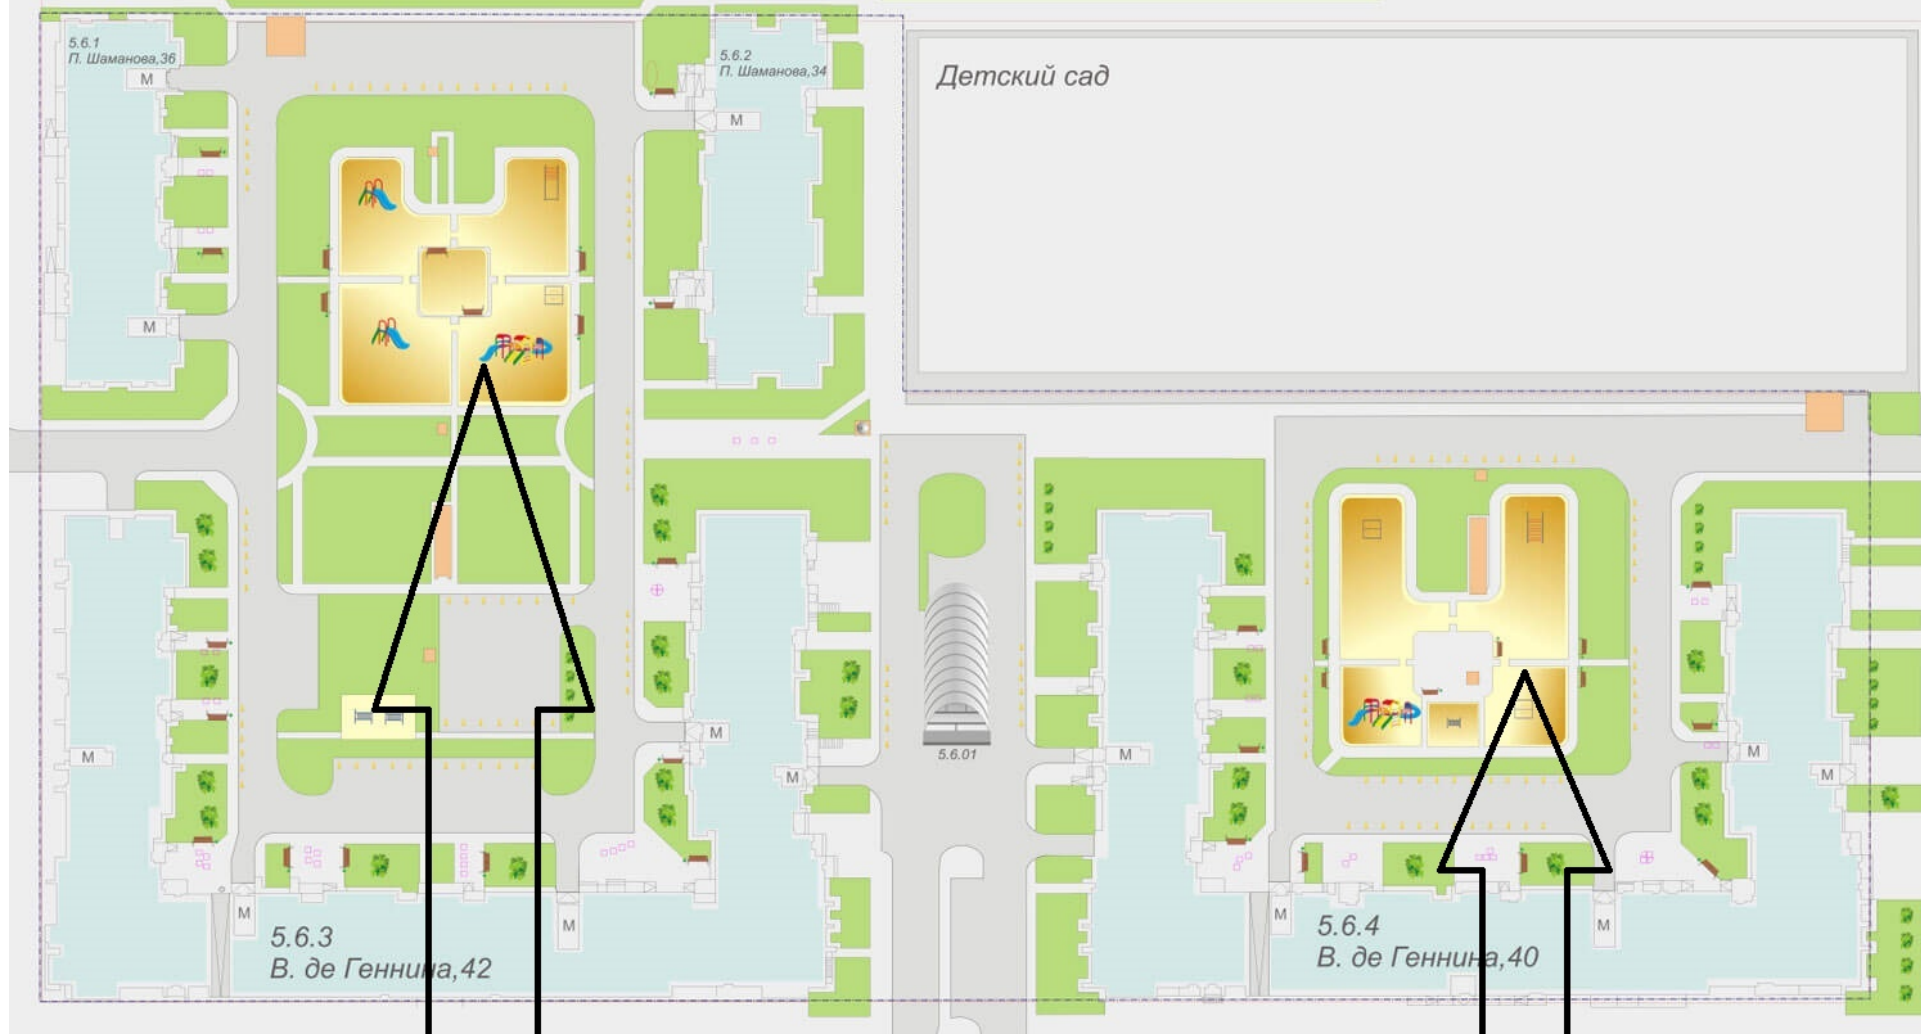 5.6.1
П. Шаманова,36
М
5.6.2
П. Шаманова,34
М
Детский сад
М
М
М
М
5.6.01
М
М
М
М
М
5.6.3
В. де Геннина,42
М
М
5.6.4
В. де Геннина,40
М